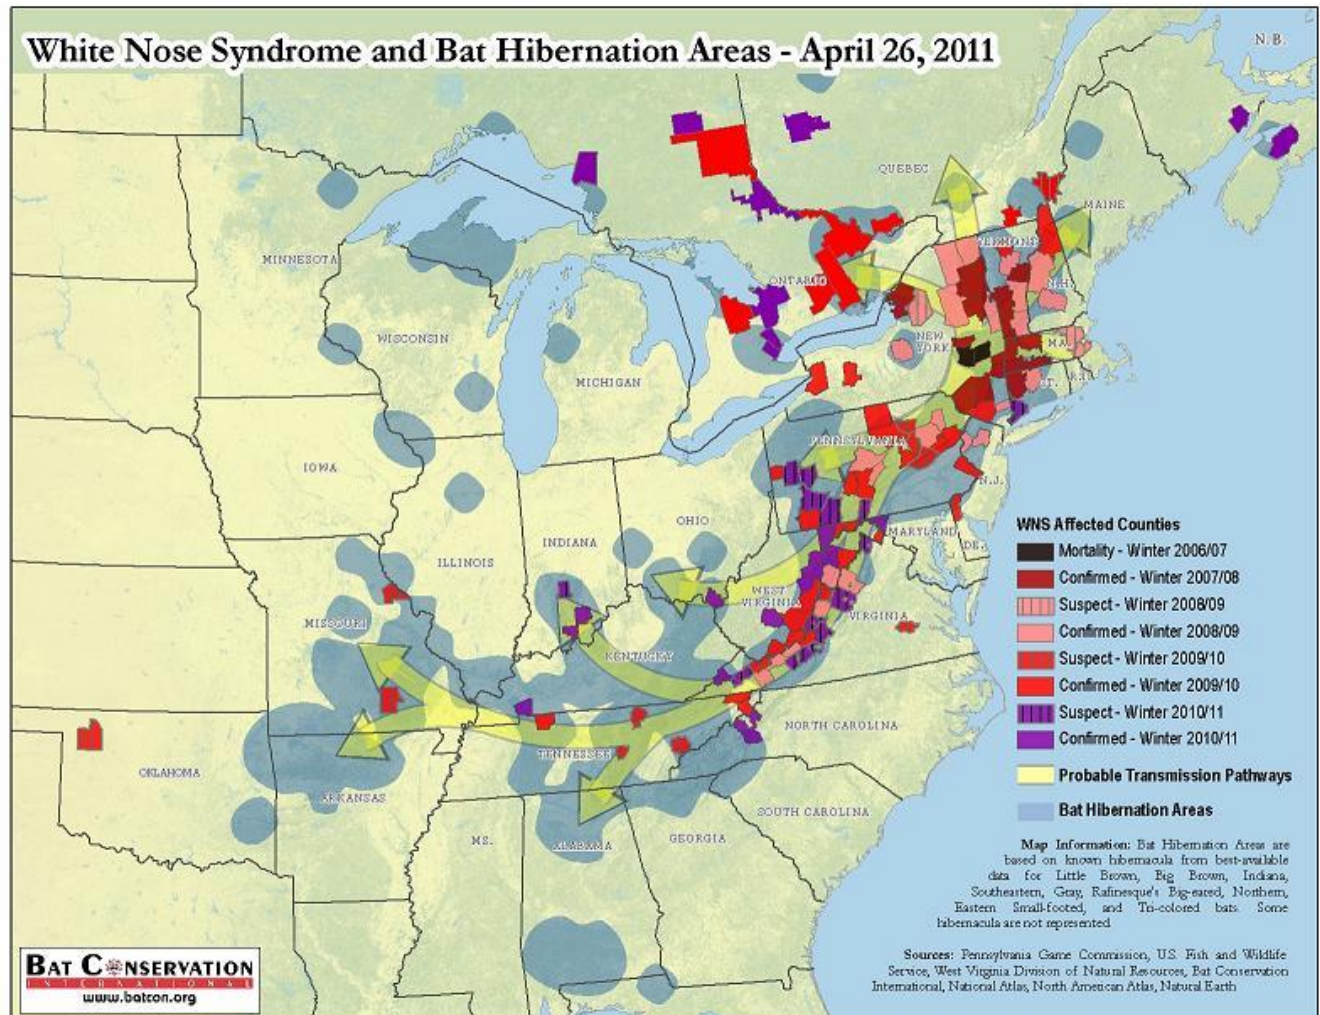 White Nose Syndrome and Bat Hibernation Areas - April 26, 2011
N.B.
QUEBEC
MAINE
VERMONT
MINNESOTA
ONTARIO
N.H.
WISCONSIN
NEW
YORK
MA.
MICHIGAN
CT.
R.I.
PENNSYLVANIA
IOWA
N.J.
OHIO
MARYLAND
DE.
INDIANA
ILLINOIS
WEST
VIRGINIA
VIRGINIA
MISSOURI
KENTUCKY
NORTH CAROLINA
TENNESSEE
OKLAHOMA
ARKANSAS
SOUTH CAROLINA
MS.
ALABAMA
GEORGIA
WNS Affected Counties
Mortality - Winter 2006/07
Confirmed - Winter 2007/08
Suspect - Winter 2008/09
Confirmed - Winter 2008/09
Suspect - Winter 2009/10
Confirmed - Winter 2009/10
Suspect - Winter 2010/11
Confirmed - Winter 2010/11
Probable Transmission Pathways
Bat Hibernation Areas
Map Information: Bat Hibernation Areas are
based on known hibernacula from best-available
data for Little Brown, Big Brown, Indiana,
Southeastern, Gray, Rafinesque's Big-eared, Northern,
Eastern Small-footed, and Tri-colored bats. Some
hibernacula are not represented
Sources: Pennsylvania Game Commission, U.S. Fish and Wildlife
Service, West Virginia Division of Natural Resources, Bat Conservation
International, National Atlas, North American Atlas, Natural Earth
BAT CONSERVATION
INTERNATIONAL
www.batcon.org